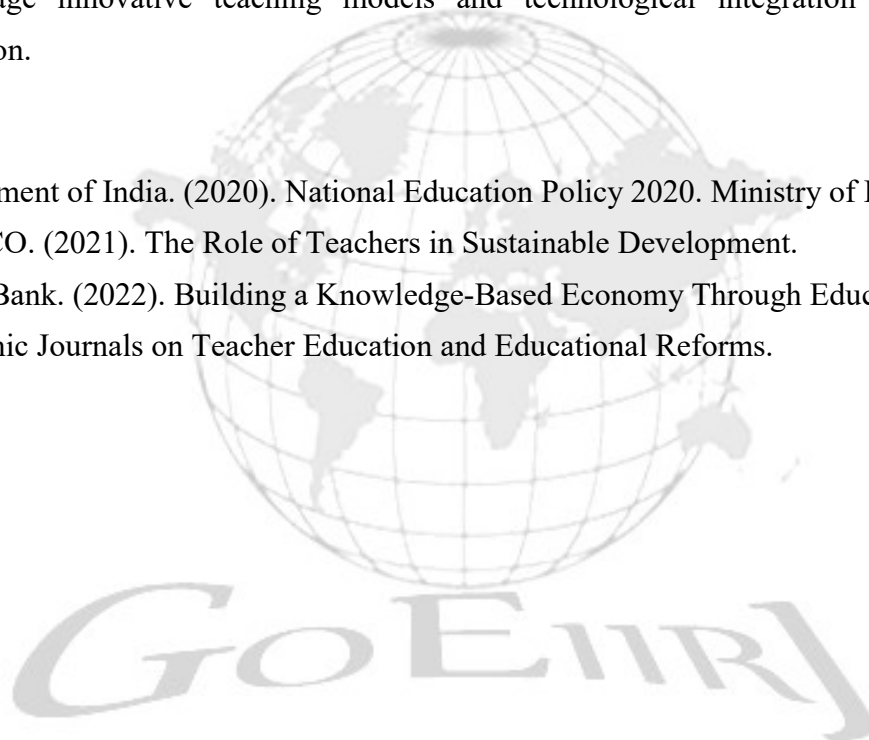 age innovative teaching models and technological integration
on.
ment of India. (2020). National Education Policy 2020. Ministry of
CO. (2021). The Role of Teachers in Sustainable Development.
Bank. (2022). Building a Knowledge-Based Economy Through Educ
nic Journals on Teacher Education and Educational Reforms.
GOEIIRJ